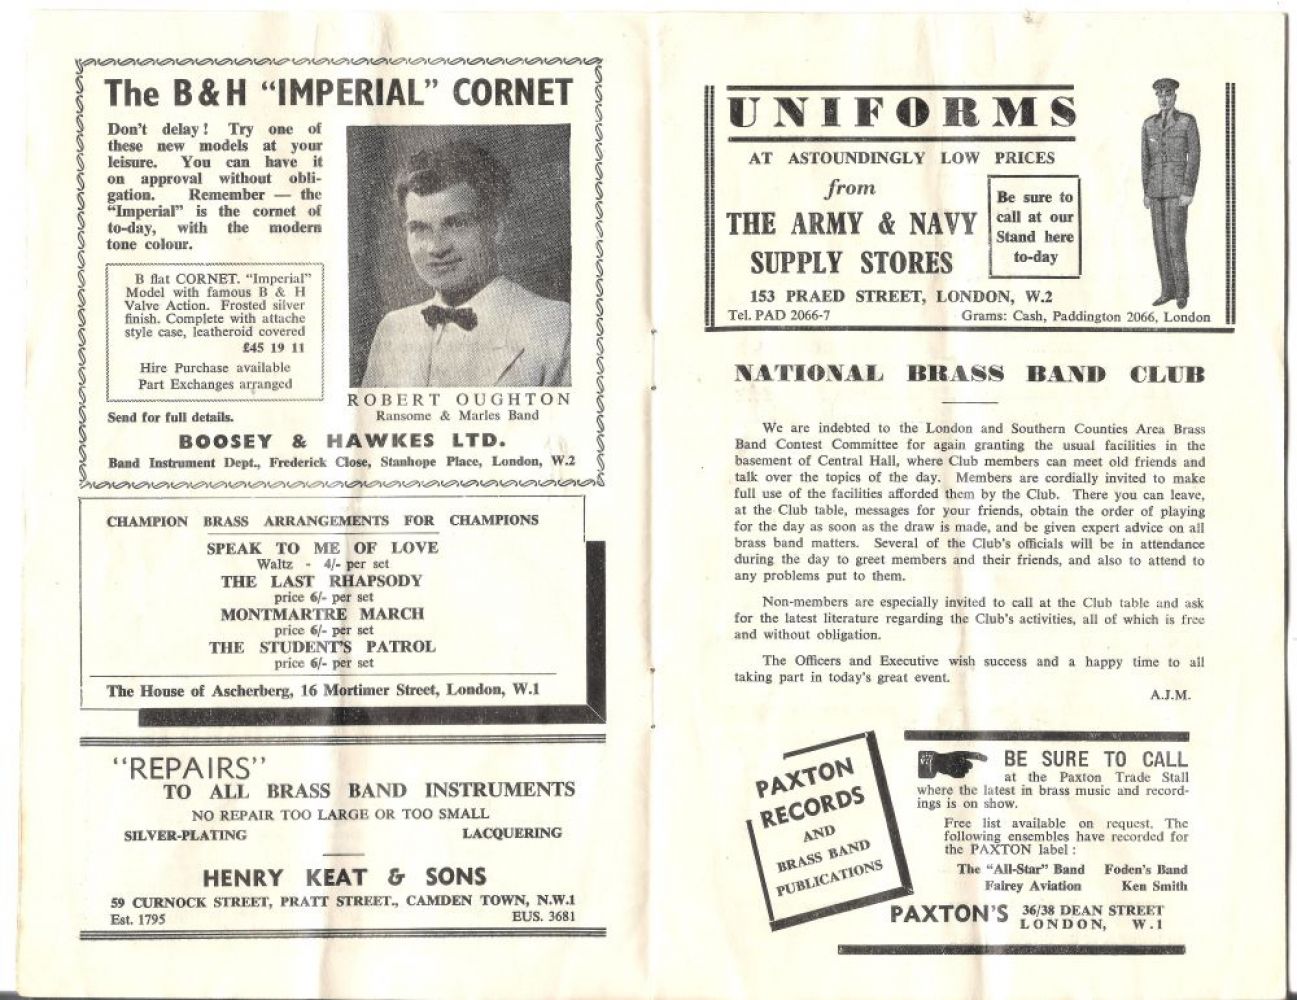 The B & H “IMPERIAL” CORNET
Don't delay! Try one of
these new models at your
leisure. You can have it
on approval without obli-
gation. Remember — the
“Imperial” is the cornet of
to-day, with the modern
tone colour.
B flat CORNET. “Imperial”
Model with famous B & H
Valve Action. Frosted silver
finish. Complete with attache
style case, leatheroid covered
£45 19 11
Hire Purchase available
Part Exchanges arranged
Send for full details.
ROBERT OUGHTON
Ransome & Marles Band
BOOSEY & HAWKES LTD.
Band Instrument Dept., Frederick Close, Stanhope Place, London, W.2
CHAMPION BRASS ARRANGEMENTS FOR CHAMPIONS
SPEAK TO ME OF LOVE
Waltz - 4/- per set
THE LAST RHAPSODY
price 6/- per set
MONTMARTRE MARCH
price 6/- per set
THE STUDENT'S PATROL
price 6/- per set
The House of Ascherberg, 16 Mortimer Street, London, W.1
“REPAIRS”
TO ALL BRASS BAND INSTRUMENTS
NO REPAIR TOO LARGE OR TOO SMALL
SILVER-PLATING LACQUERING
HENRY KEAT & SONS
59 CURNOCK STREET, PRATT STREET., CAMDEN TOWN, N.W.1
Est. 1795 EUS. 3681
UNIFORMS
AT ASTOUNDINGLY LOW PRICES
from
THE ARMY & NAVY
SUPPLY STORES
Be sure to
call at our
Stand here
to-day
153 PRAED STREET, LONDON, W.2
Tel. PAD 2066-7 Grams: Cash, Paddington 2066, London
NATIONAL BRASS BAND CLUB
We are indebted to the London and Southern Counties Area Brass
Band Contest Committee for again granting the usual facilities in the
basement of Central Hall, where Club members can meet old friends and
talk over the topics of the day. Members are cordially invited to make
full use of the facilities afforded them by the Club. There you can leave,
at the Club table, messages for your friends, obtain the order of playing
for the day as soon as the draw is made, and be given expert advice on all
brass band matters. Several of the Club's officials will be in attendance
during the day to greet members and their friends, and also to attend to
any problems put to them.
Non-members are especially invited to call at the Club table and ask
for the latest literature regarding the Club's activities, all of which is free
and without obligation.
The Officers and Executive wish success and a happy time to all
taking part in today's great event.
A.J.M.
PAXTON
RECORDS
AND
BRASS BAND
PUBLICATIONS
BE SURE TO CALL
at the Paxton Trade Stall
where the latest in brass music and record-
ings is on show.
Free list available on request. The
following ensembles have recorded for
the PAXTON label:
The “All-Star” Band Foden's Band
Fairey Aviation Ken Smith
PAXTON'S 36/38 DEAN STREET
LONDON, W.1